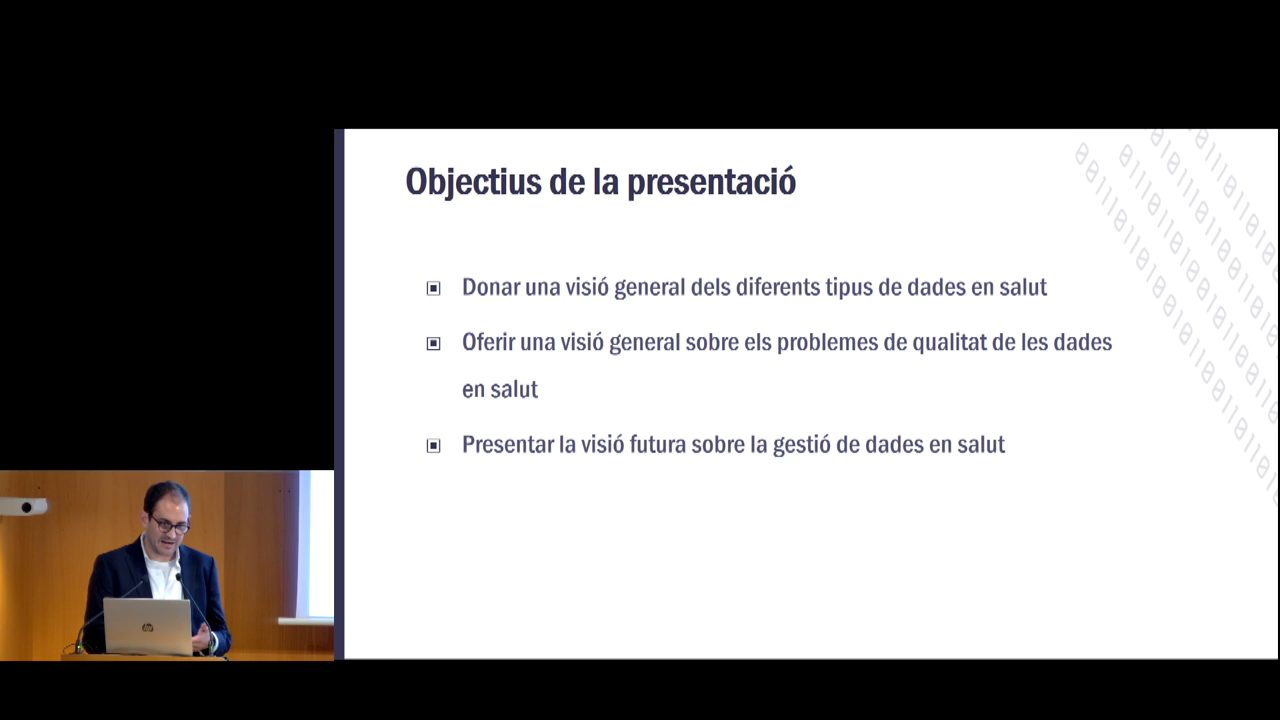 Objectius de la presentació
Donar una visió general dels diferents tipus de dades en salut
Oferir una visió general sobre els problemes de qualitat de les dades
en salut
Presentar la visió futura sobre la gestió de dades en salut